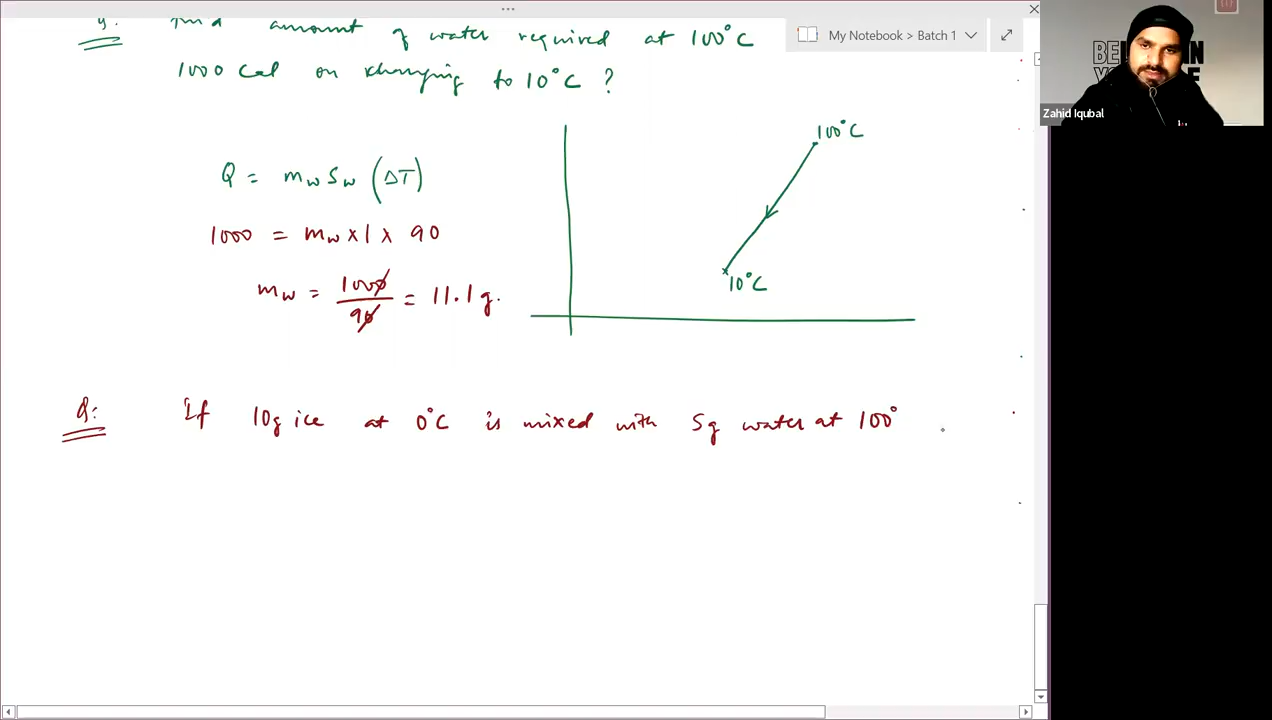 Q. Find amount of water required at 100°C
1000 Cal on changing to 10°C ?
My Notebook > Batch 1
Zahid Iqubal
100°C
Q = mw Sw (ΔT)
1000 = mw x 1 x 90
10°C
mw = 1000/90 = 11.1 g.
Q: If 10g ice at 0°C is mixed with 5g water at 100°